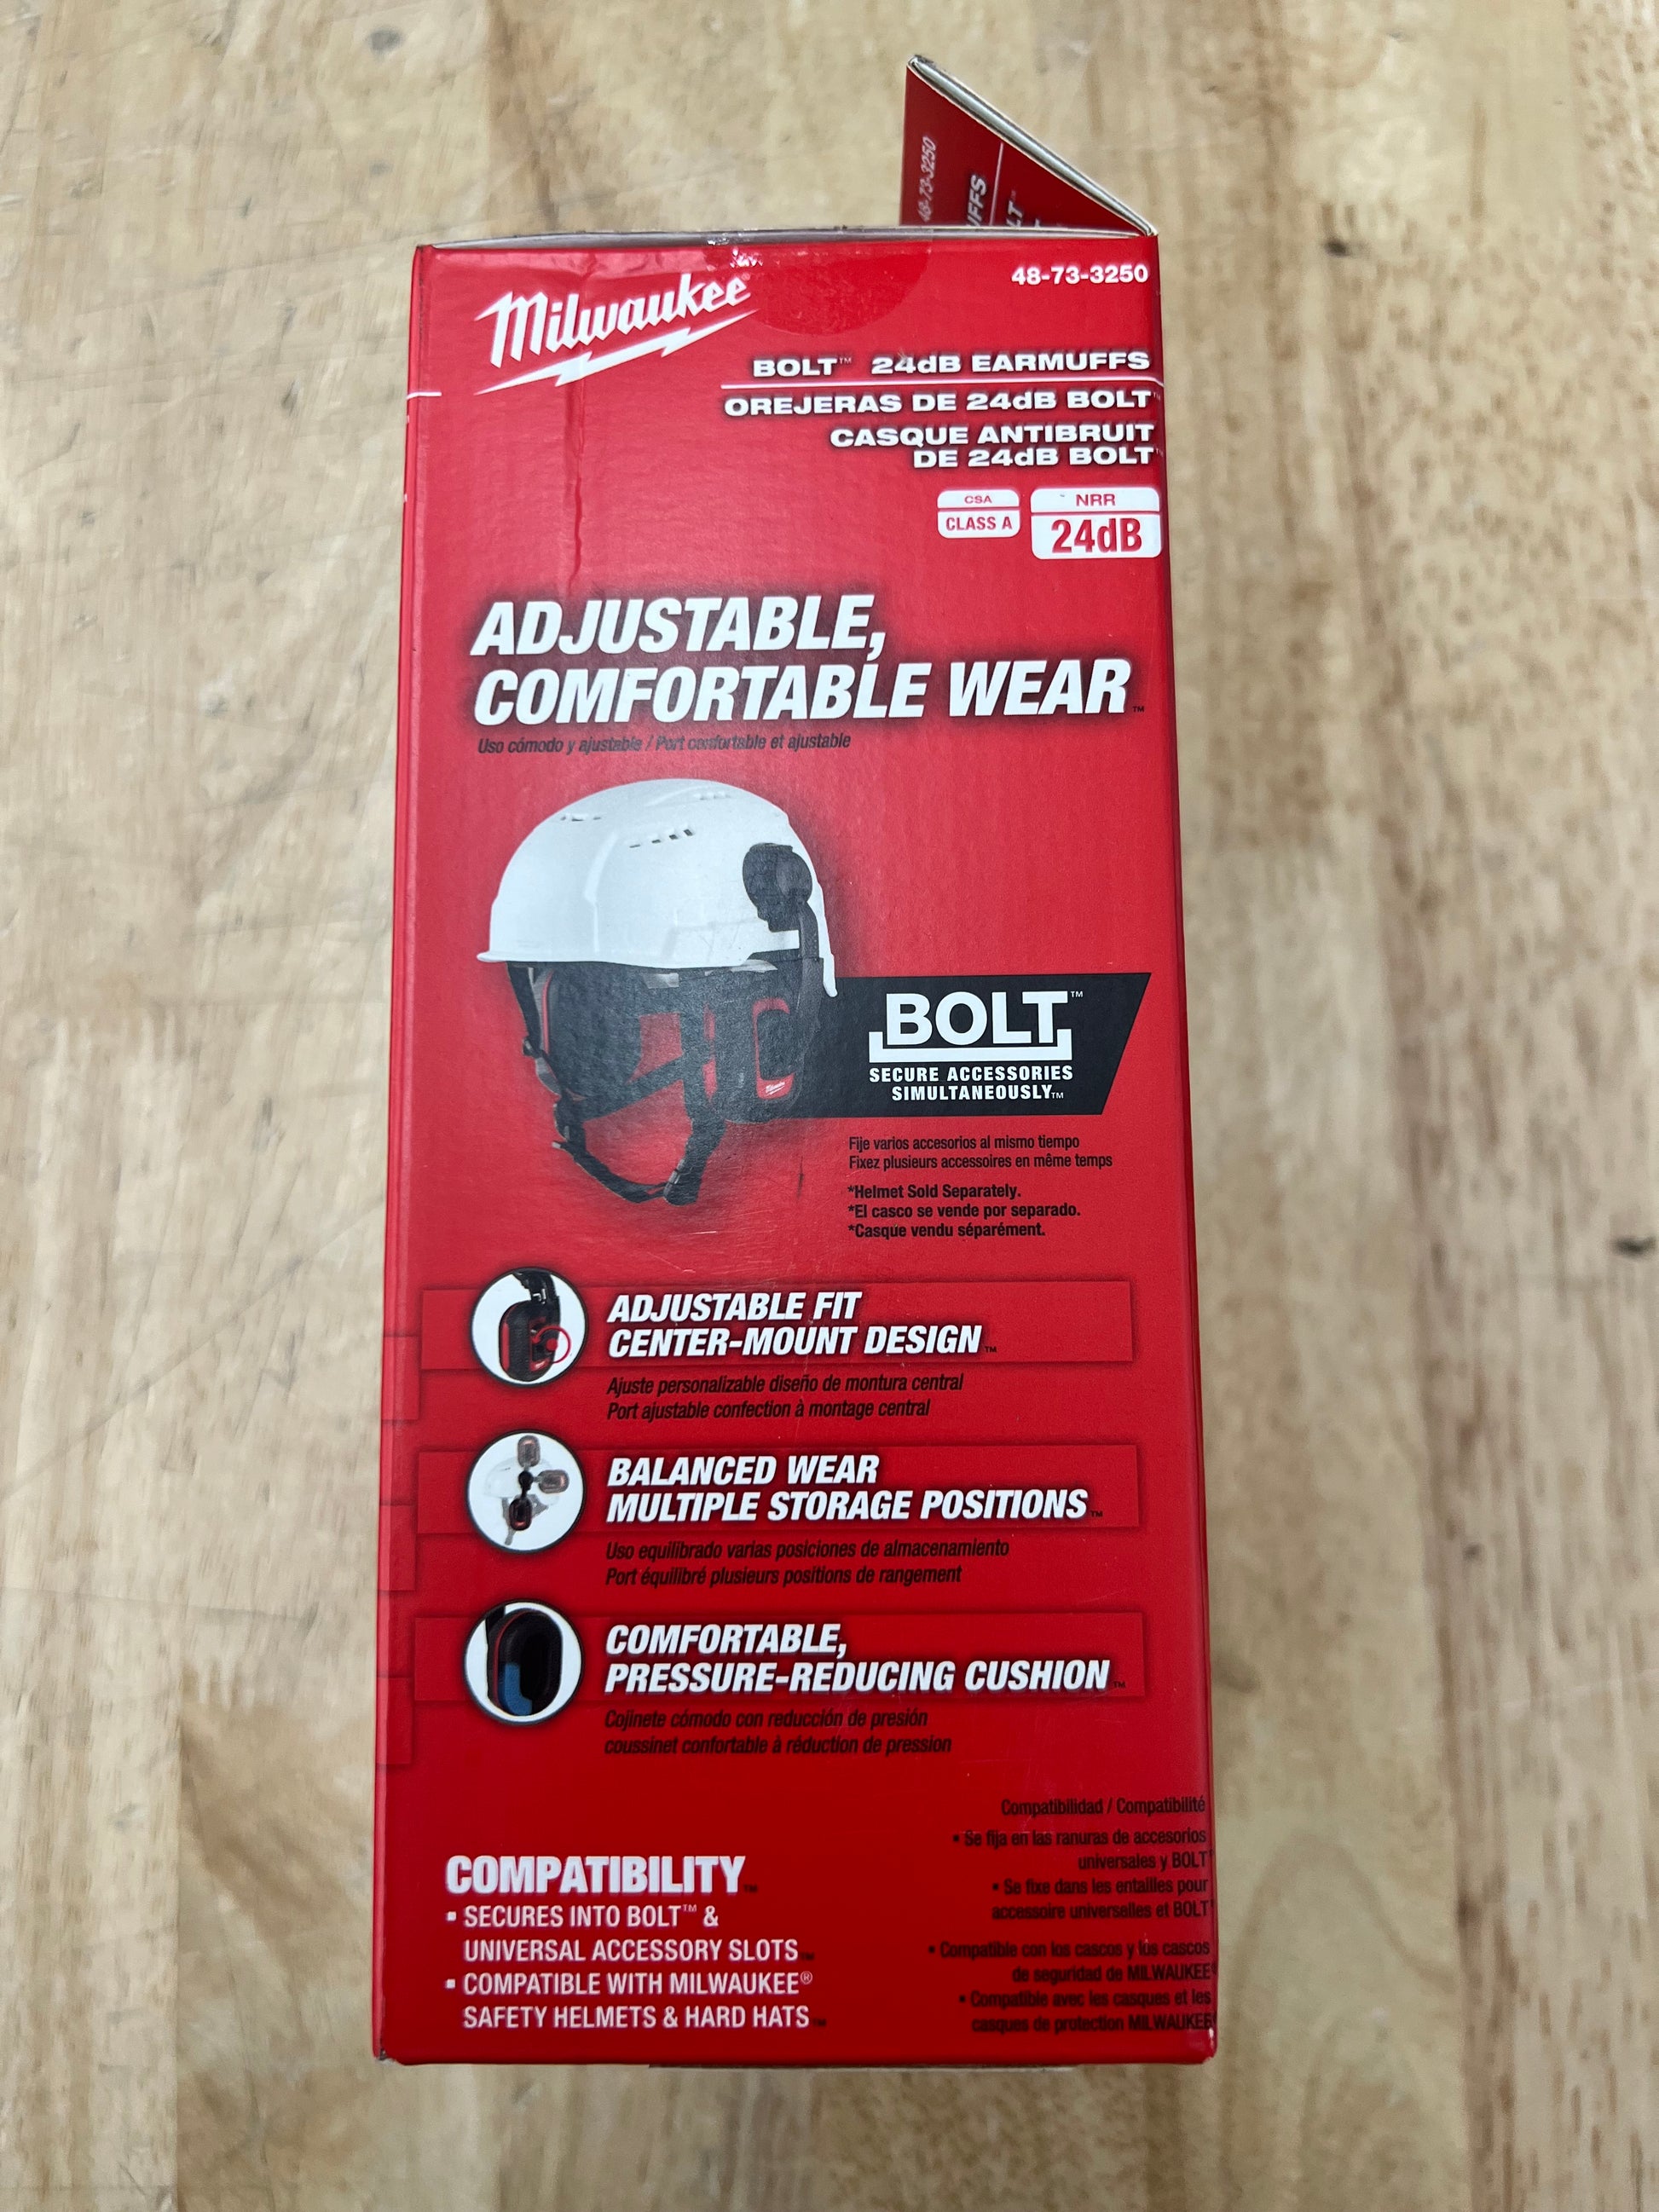 48-73-3250
Milwaukee
48-73-3250
BOLT™ 24dB EARMUFFS
OREJERAS DE 24dB BOLT™
CASQUE ANTIBRUIT
DE 24dB BOLT™
CSA
CLASS A
NRR
24dB
ADJUSTABLE,
COMFORTABLE WEAR™
Uso cómodo y ajustable / Port confortable et ajustable
BOLT™
SECURE ACCESSORIES
SIMULTANEOUSLY™
Fije varios accesorios al mismo tiempo
Fixez plusieurs accessoires en même temps
*Helmet Sold Separately.
*El casco se vende por separado.
*Casque vendu séparément.
Milwaukee
ADJUSTABLE FIT
CENTER-MOUNT DESIGN™
Ajuste personalizable diseño de montura central
Port ajustable confection à montage central
BALANCED WEAR
MULTIPLE STORAGE POSITIONS™
Uso equilibrado varias posiciones de almacenamiento
Port équilibré plusieurs positions de rangement
COMFORTABLE,
PRESSURE-REDUCING CUSHION™
Cojinete cómodo con reducción de presión
coussinet confortable à réduction de pression
COMPATIBILITY™
▪ SECURES INTO BOLT™ &
UNIVERSAL ACCESSORY SLOTS™
▪ COMPATIBLE WITH MILWAUKEE®
SAFETY HELMETS & HARD HATS™
Compatibilidad / Compatibilité
• Se fija en las ranuras de accesorios
universales y BOLT™
• Se fixe dans les entailles pour
accessoire universelles et BOLT™
• Compatible con los cascos y los cascos
de seguridad de MILWAUKEE®
• Compatible avec les casques et les
casques de protection MILWAUKEE®